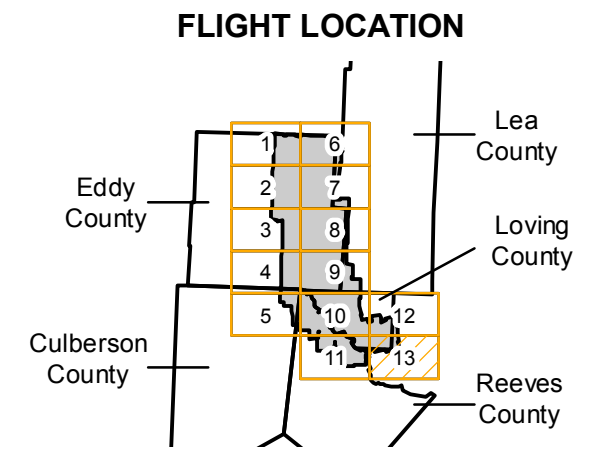 FLIGHT LOCATION
Lea
County
1
6
Eddy
County
2
7
3
8
Loving
County
4
9
5
10
12
Culberson
County
11
13
Reeves
County